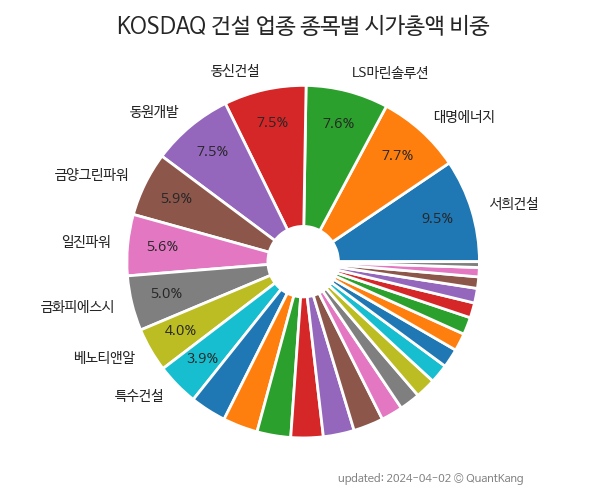 KOSDAQ 건설 업종 종목별 시가총액 비중
동신건설
LS마린솔루션
동원개발
대명에너지
7.5%
7.6%
7.5%
7.7%
금양그린파워
5.9%
9.5%
서희건설
일진파워
5.6%
금화피에스시
5.0%
4.0%
베노티앤알
3.9%
특수건설
updated: 2024-04-02 © QuantKang